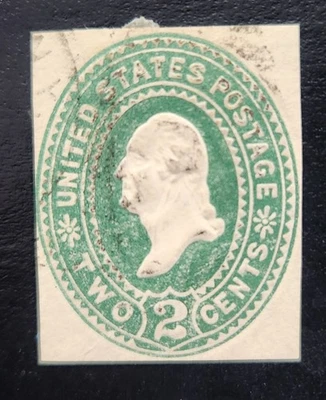 UNITED STATES POSTAGE
TWO 2 CENTS